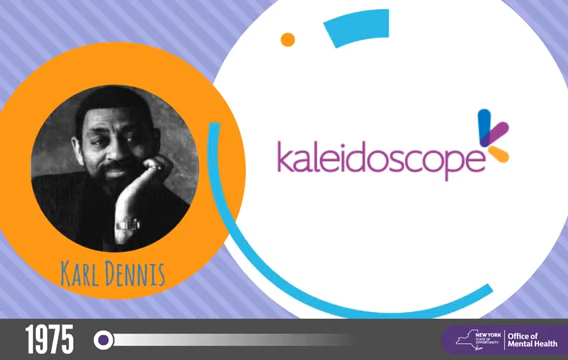 kaleidoscope
KARL DENNIS
1975
NEW YORK
STATE OF
OPPORTUNITY
Office of
Mental Health